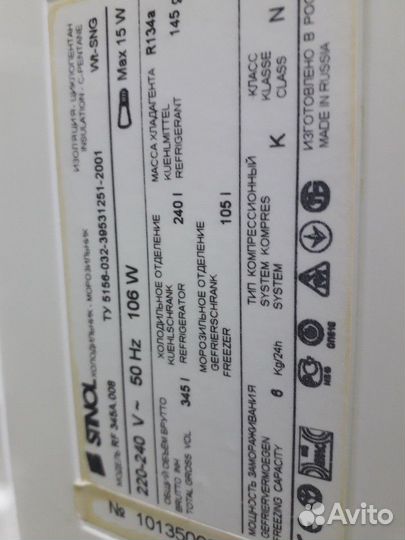 STINOL ХОЛОДИЛЬНИК - МОРОЗИЛЬНИК
МОДЕЛЬ RF 345A.008
ТУ 5156-032-39531251-2001
ИЗОЛЯЦИЯ - ЦИКЛОПЕНТАН
INSULATION - C.PENTANE
WI-SNG
220-240 V ~ 50 Hz 106 W
Max 15 W
ОБЩИЙ ОБЪЁМ БРУТТО
BRUTTO INH
TOTAL GROSS VOL
345 l
ХОЛОДИЛЬНОЕ ОТДЕЛЕНИЕ
KUEHLSCHRANK
REFRIGERATOR
240 l
МОРОЗИЛЬНОЕ ОТДЕЛЕНИЕ
GEFRIERSCHRANK
FREEZER
105 l
МАССА ХЛАДАГЕНТА
KUEHLMITTEL
REFRIGERANT
R134a
145 g
МОЩНОСТЬ ЗАМОРАЖИВАНИЯ
GEFRIERVERMOEGEN
FREEZING CAPACITY
6 Kg/24h
ТИП КОМПРЕССИОННЫЙ
SYSTEM KOMPRES
SYSTEM
K
КЛАСС
KLASSE
CLASS
N
ИЗГОТОВЛЕНО В РОС
MADE IN RUSSIA
№ 101350
Avito